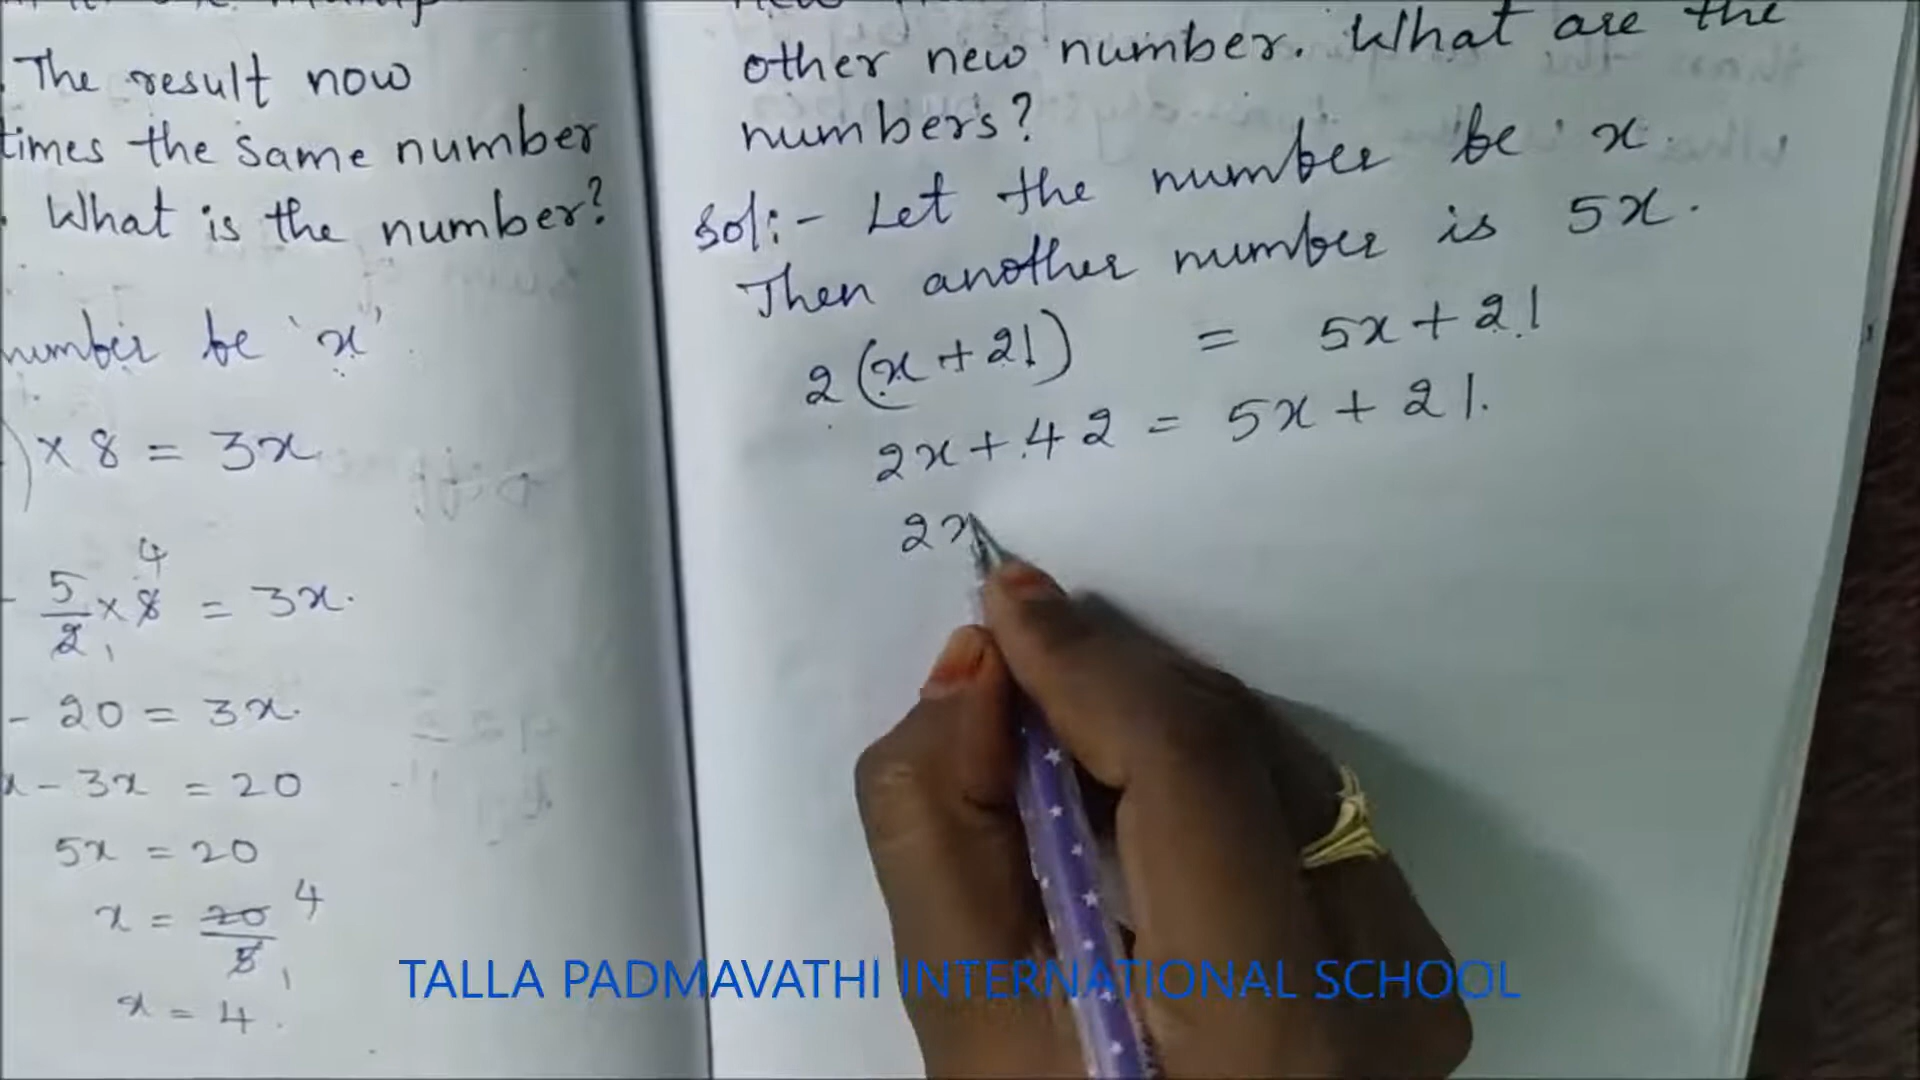 The result now
times the same number
. What is the number?
number be 'x'
) x 8 = 3x
4
- 5/2 x 8 = 3x.
1
- 20 = 3x.
x - 3x = 20
5x = 20
x = 20/5 4
1
x = 4.
other new number. What are the
numbers?
Sol:- Let the number be x.
Then another number is 5x.
2(x+21) = 5x+21
2x+42 = 5x+21.
2x
TALLA PADMAVATHI INTERNATIONAL SCHOOL